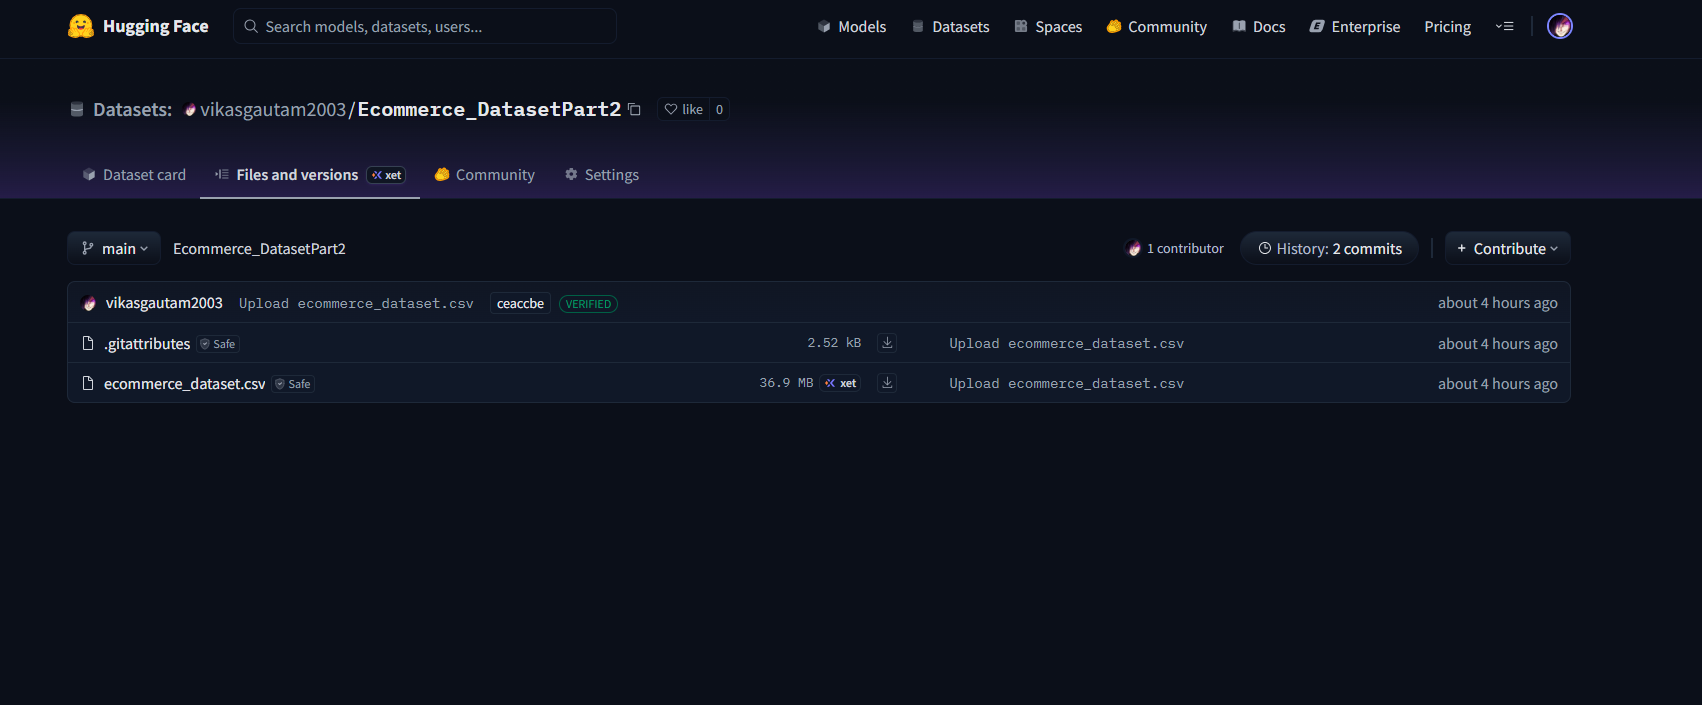 Hugging Face Search models, datasets, users... Models Datasets Spaces Community Docs Enterprise Pricing
Datasets: vikasgautam2003/Ecommerce_DatasetPart2 like 0
Dataset card Files and versions xet Community Settings
main Ecommerce_DatasetPart2 1 contributor History: 2 commits + Contribute
vikasgautam2003 Upload ecommerce_dataset.csv ceaccbe VERIFIED about 4 hours ago
.gitattributes Safe 2.52 kB Upload ecommerce_dataset.csv about 4 hours ago
ecommerce_dataset.csv Safe 36.9 MB xet Upload ecommerce_dataset.csv about 4 hours ago